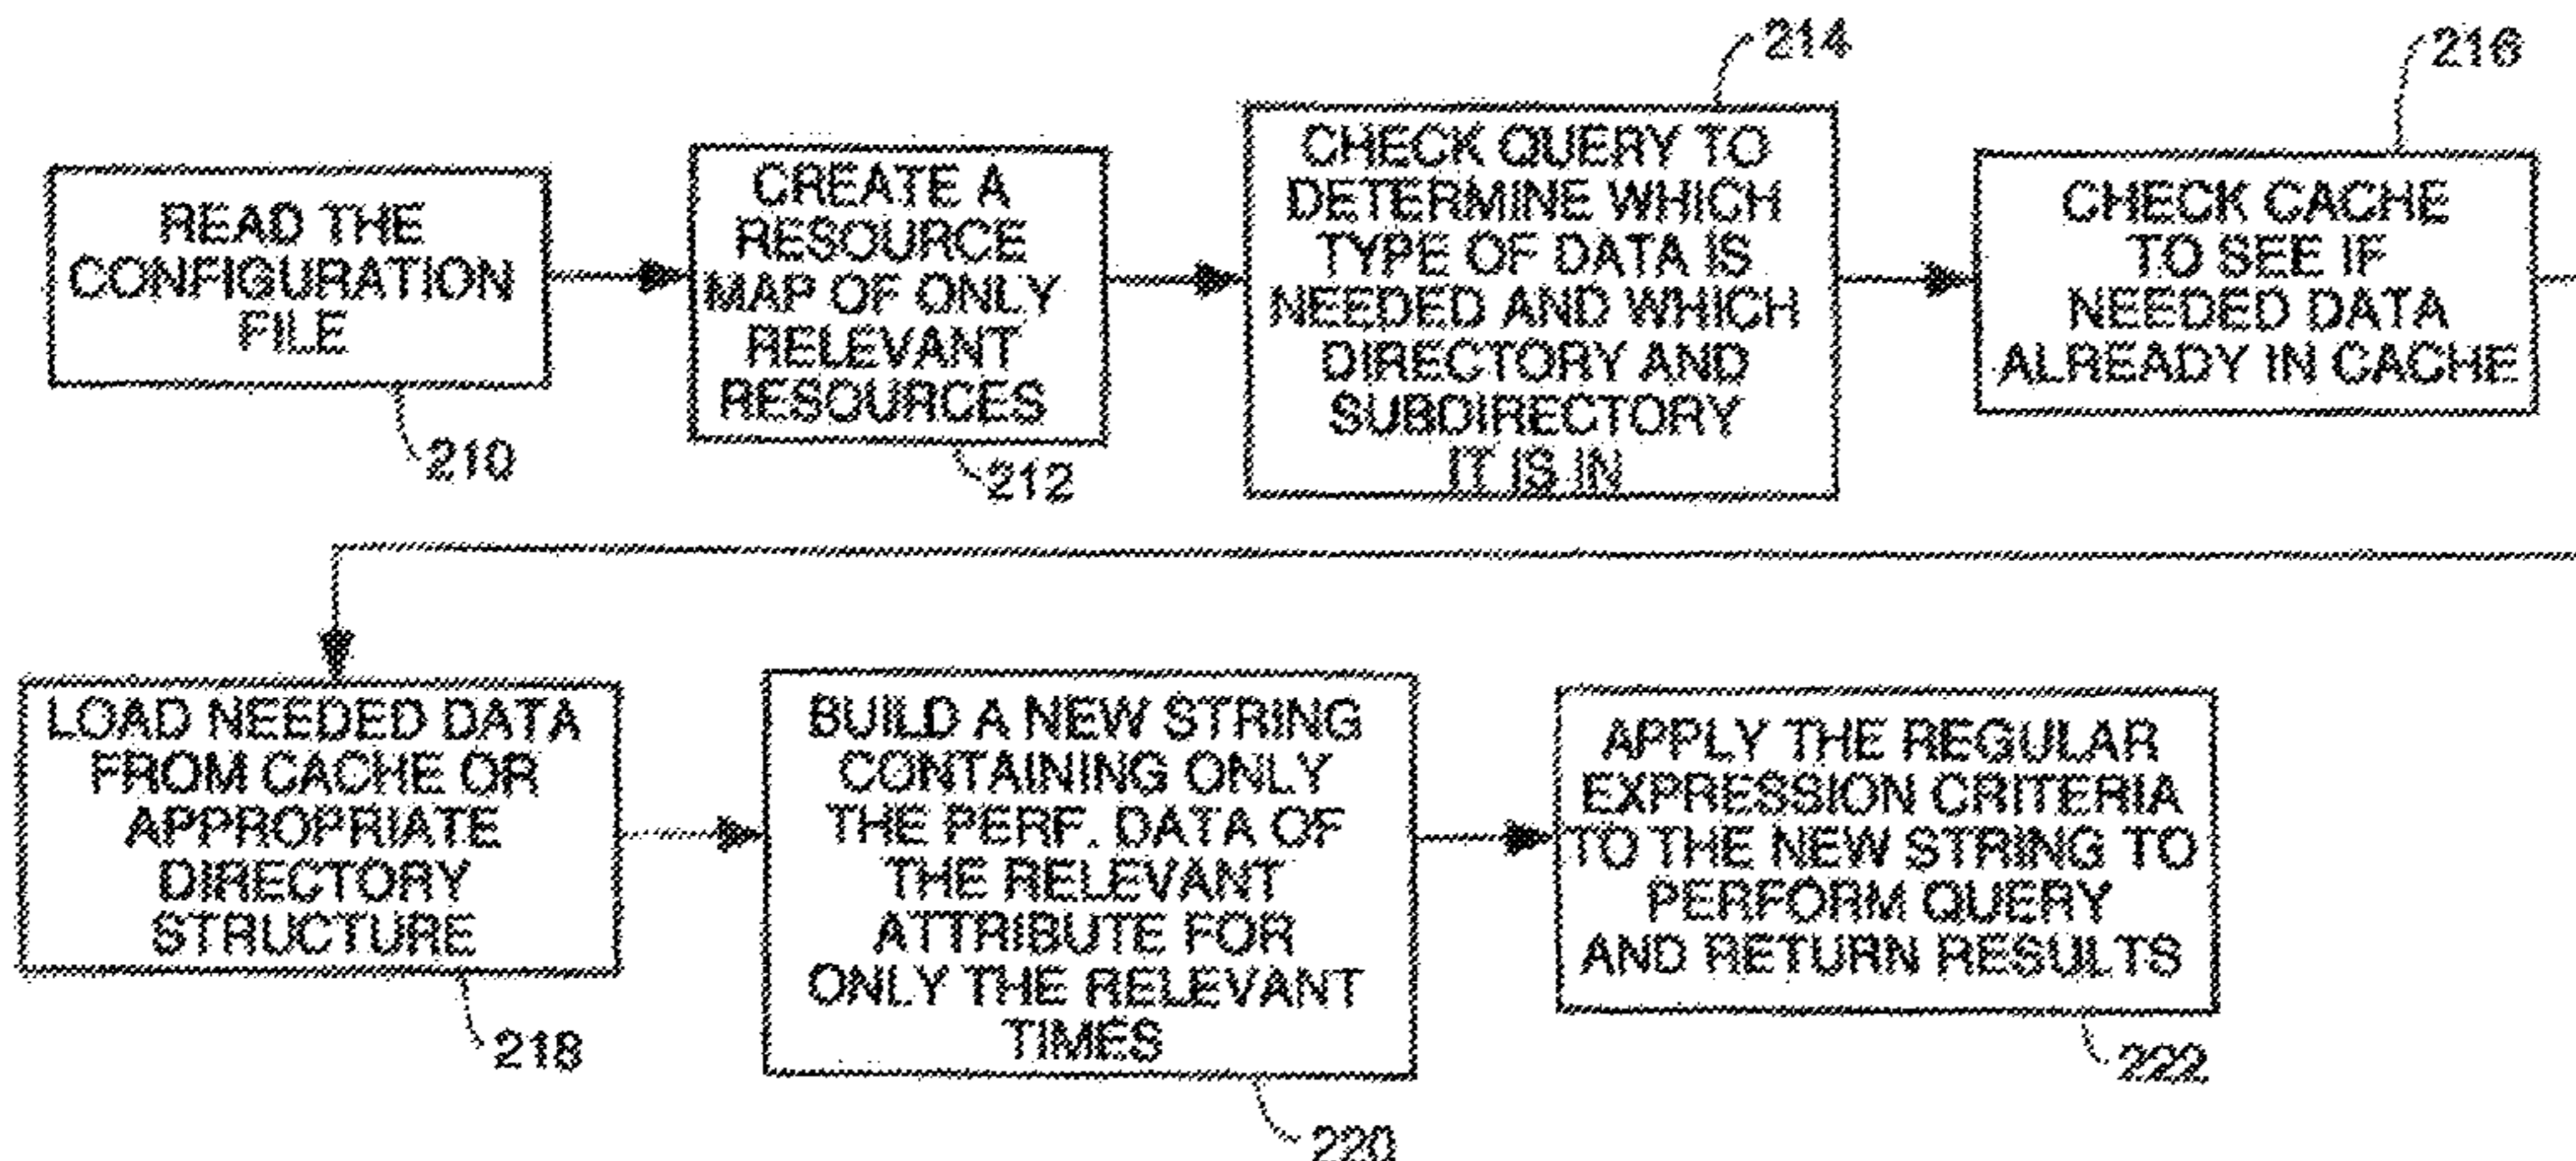 214
216
READ THE
CONFIGURATION
FILE
210
CREATE A
RESOURCE
MAP OF ONLY
RELEVANT
RESOURCES
212
CHECK QUERY TO
DETERMINE WHICH
TYPE OF DATA IS
NEEDED AND WHICH
DIRECTORY AND
SUBDIRECTORY
IT IS IN
CHECK CACHE
TO SEE IF
NEEDED DATA
ALREADY IN CACHE
LOAD NEEDED DATA
FROM CACHE OR
APPROPRIATE
DIRECTORY
STRUCTURE
218
BUILD A NEW STRING
CONTAINING ONLY
THE PERF. DATA OF
THE RELEVANT
ATTRIBUTE FOR
ONLY THE RELEVANT
TIMES
220
APPLY THE REGULAR
EXPRESSION CRITERIA
TO THE NEW STRING TO
PERFORM QUERY
AND RETURN RESULTS
222